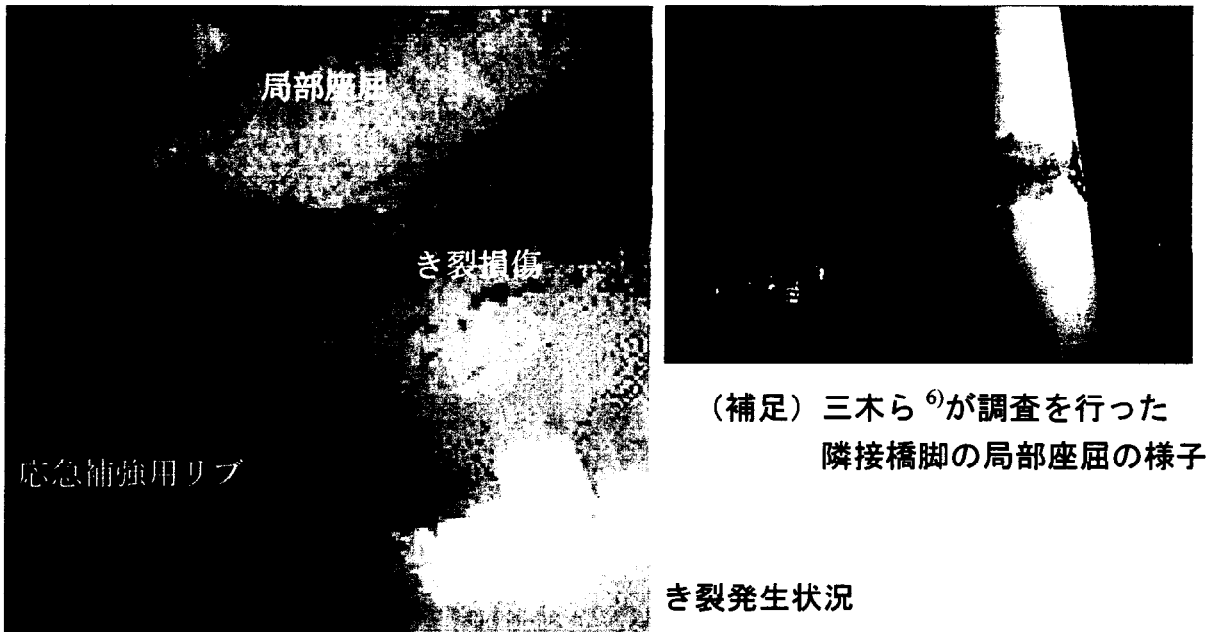 局部座屈
き裂損傷
応急補強用リブ
（補足）三木ら⁶⁾が調査を行った
隣接橋脚の局部座屈の様子
き裂発生状況